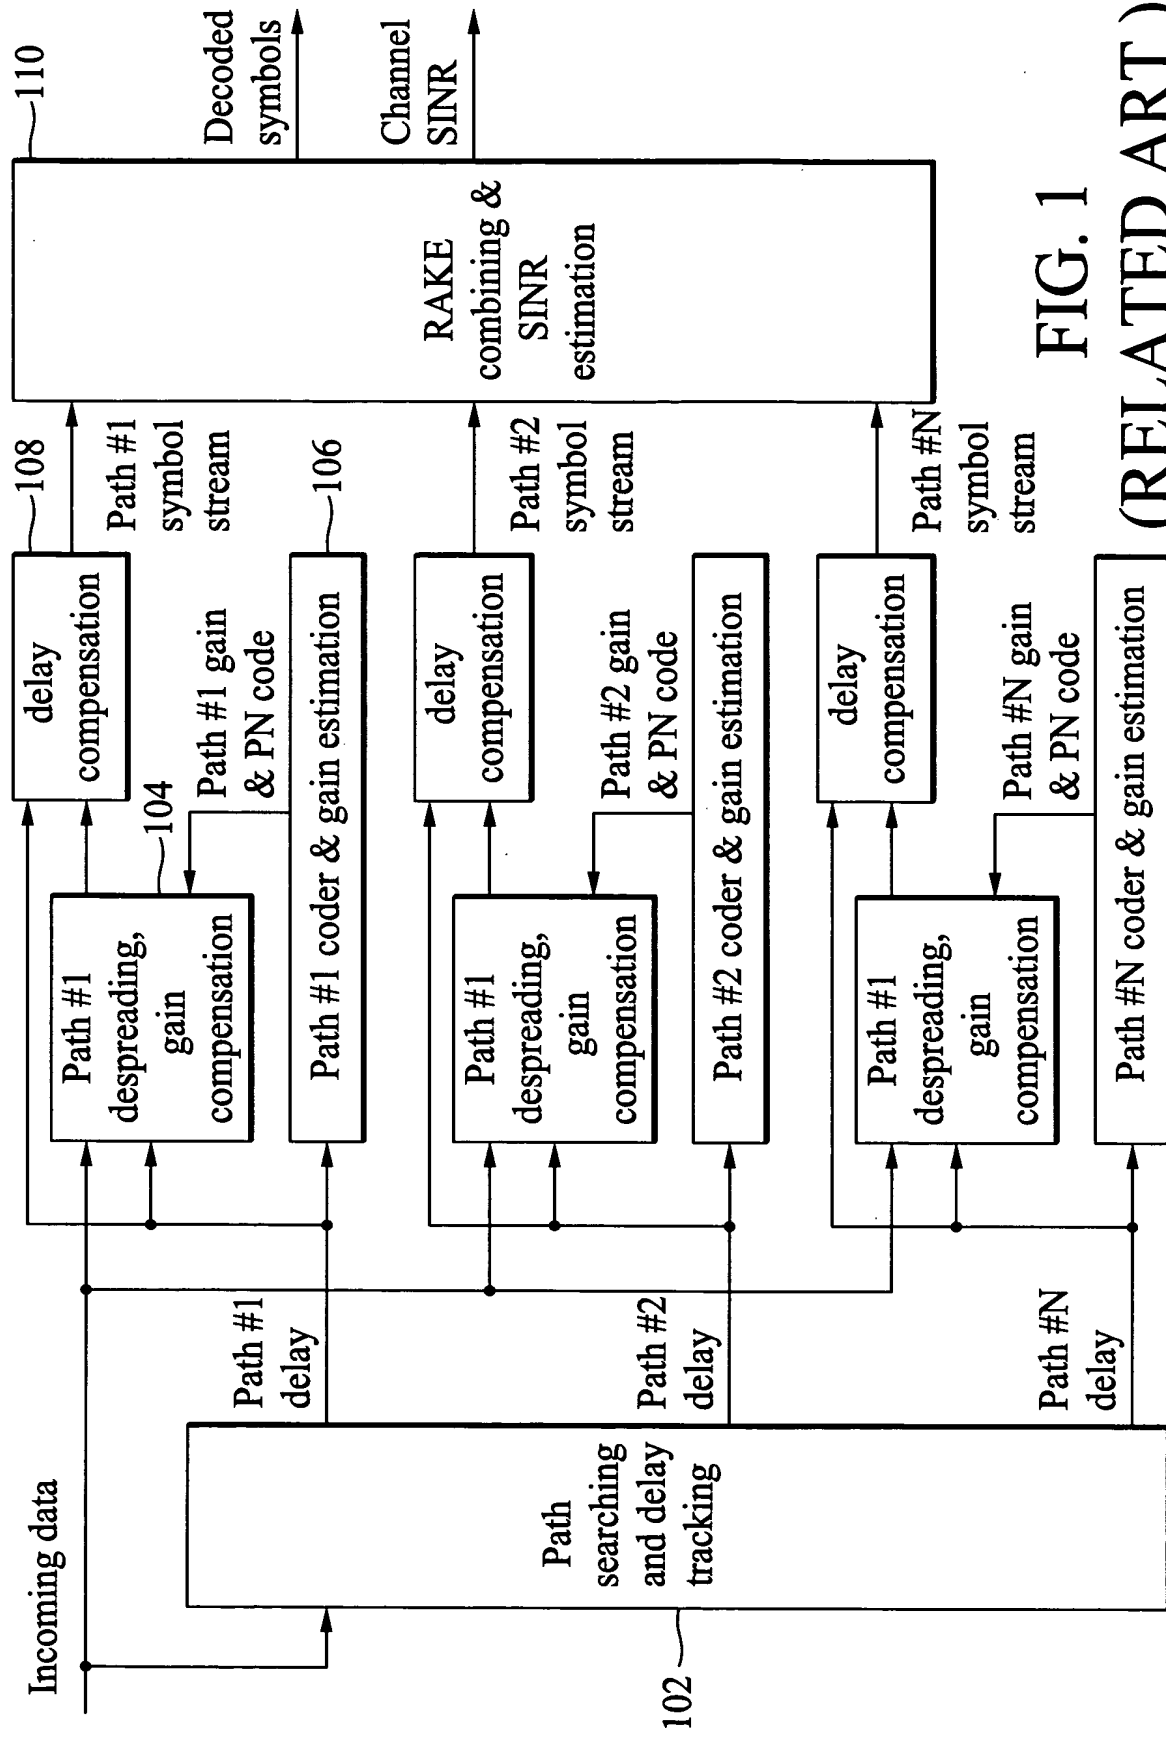 Incoming data
102
Path
searching
and delay
tracking
Path #1
delay
Path #2
delay
Path #N
delay
Path #1
despreading,
gain
compensation
104
delay
compensation
108
Path #1 gain
& PN code
Path #1 coder & gain estimation
106
Path #1
symbol
stream
Path #1
despreading,
gain
compensation
delay
compensation
Path #2 gain
& PN code
Path #2 coder & gain estimation
Path #2
symbol
stream
Path #1
despreading,
gain
compensation
delay
compensation
Path #N gain
& PN code
Path #N coder & gain estimation
Path #N
symbol
stream
RAKE
combining &
SINR
estimation
110
Decoded
symbols
Channel
SINR
FIG. 1
(RELATED ART)